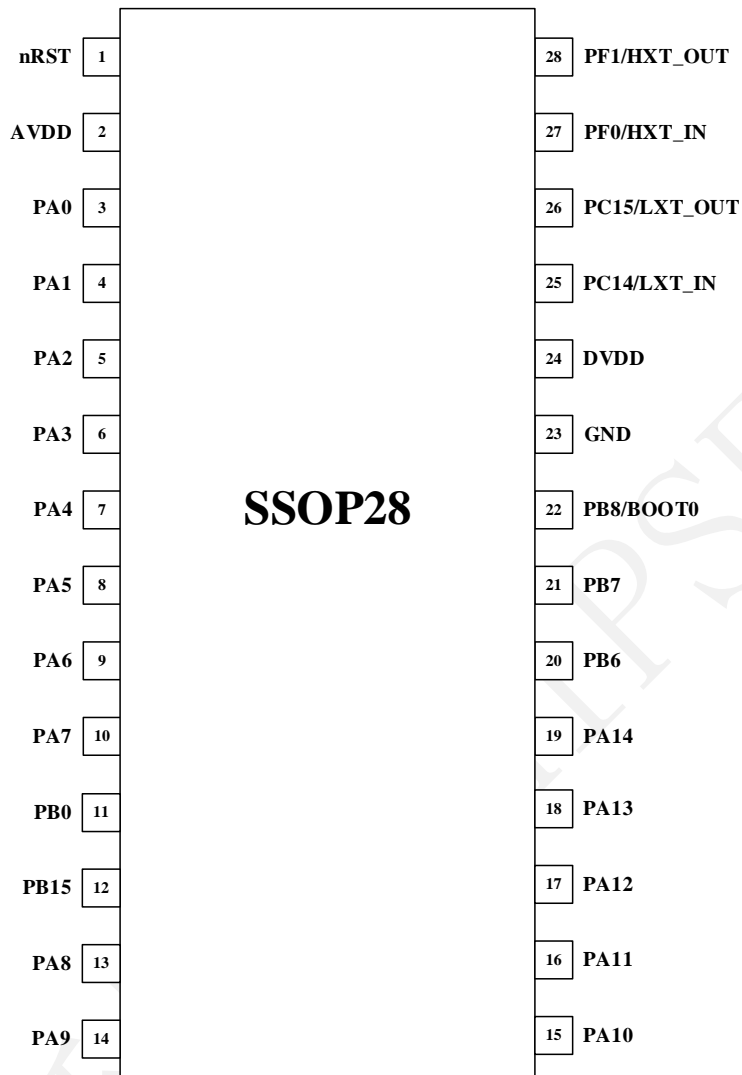 nRST 1 28 PF1/HXT_OUT
AVDD 2 27 PF0/HXT_IN
PA0 3 26 PC15/LXT_OUT
PA1 4 25 PC14/LXT_IN
PA2 5 24 DVDD
PA3 6 23 GND
PA4 7 SSOP28 22 PB8/BOOT0
PA5 8 21 PB7
PA6 9 20 PB6
PA7 10 19 PA14
PB0 11 18 PA13
PB15 12 17 PA12
PA8 13 16 PA11
PA9 14 15 PA10